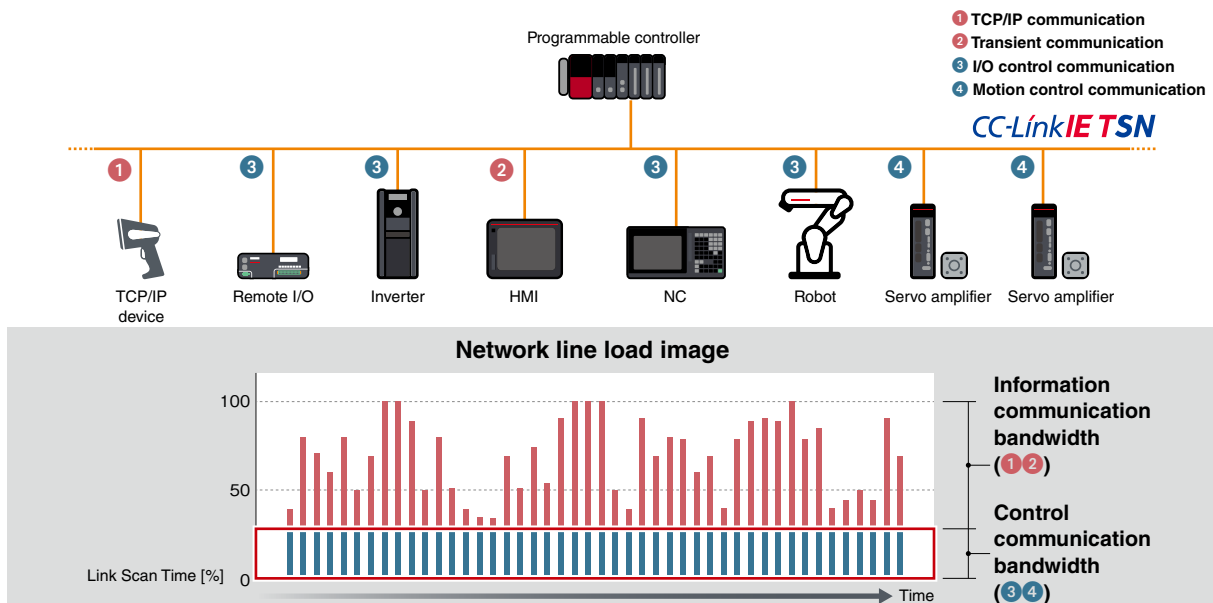 1 TCP/IP communication
2 Transient communication
3 I/O control communication
4 Motion control communication
CC-Link IE TSN
Programmable controller
1 3 3 2 3 3 4 4
TCP/IP
device
Remote I/O
Inverter
HMI
NC
Robot
Servo amplifier
Servo amplifier
Network line load image
100
50
0
Link Scan Time [%]
Time
Information
communication
bandwidth
(1 2)
Control
communication
bandwidth
(3 4)